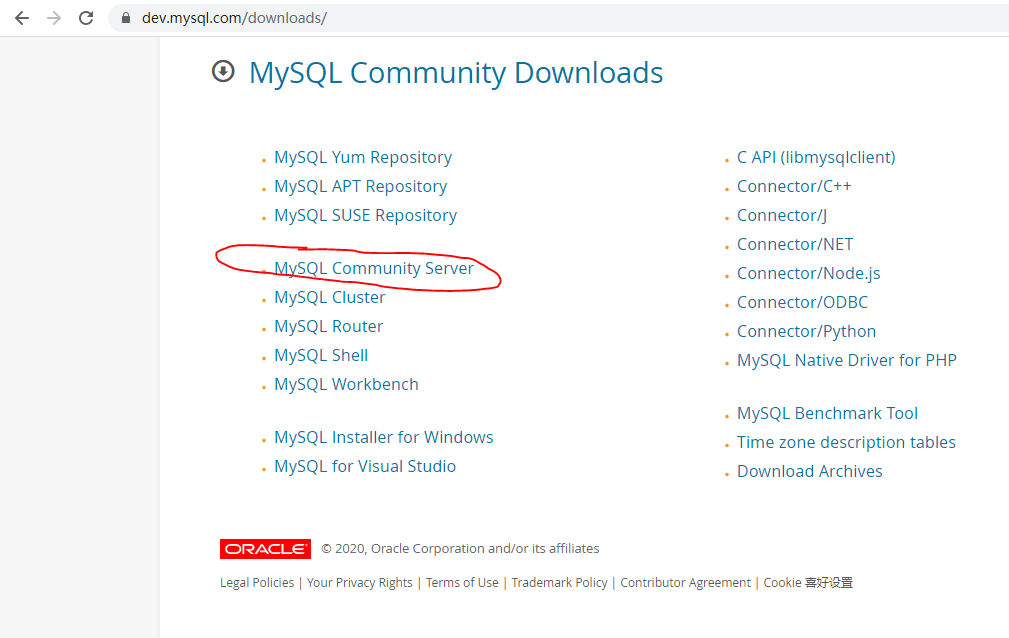 dev.mysql.com/downloads/
MySQL Community Downloads
MySQL Yum Repository
MySQL APT Repository
MySQL SUSE Repository
MySQL Community Server
MySQL Cluster
MySQL Router
MySQL Shell
MySQL Workbench
MySQL Installer for Windows
MySQL for Visual Studio
C API (libmysqlclient)
Connector/C++
Connector/J
Connector/NET
Connector/Node.js
Connector/ODBC
Connector/Python
MySQL Native Driver for PHP
MySQL Benchmark Tool
Time zone description tables
Download Archives
ORACLE © 2020, Oracle Corporation and/or its affiliates
Legal Policies | Your Privacy Rights | Terms of Use | Trademark Policy | Contributor Agreement | Cookie 喜好设置